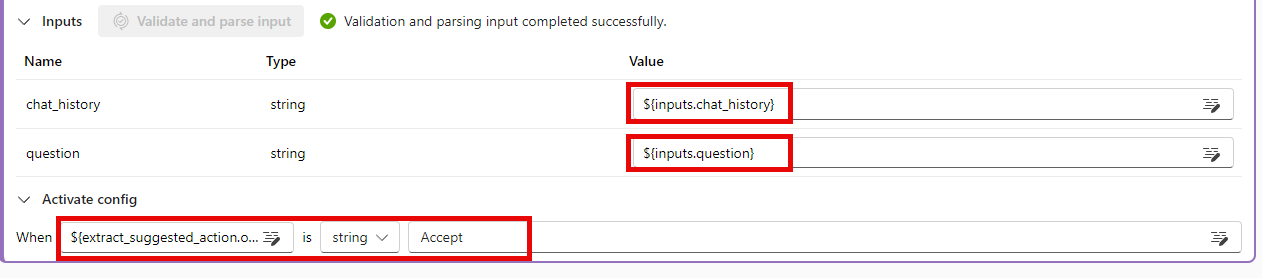 Inputs Validate and parse input Validation and parsing input completed successfully.
Name Type Value
chat_history string ${inputs.chat_history}
question string ${inputs.question}
Activate config
When ${extract_suggested_action.o... is string Accept